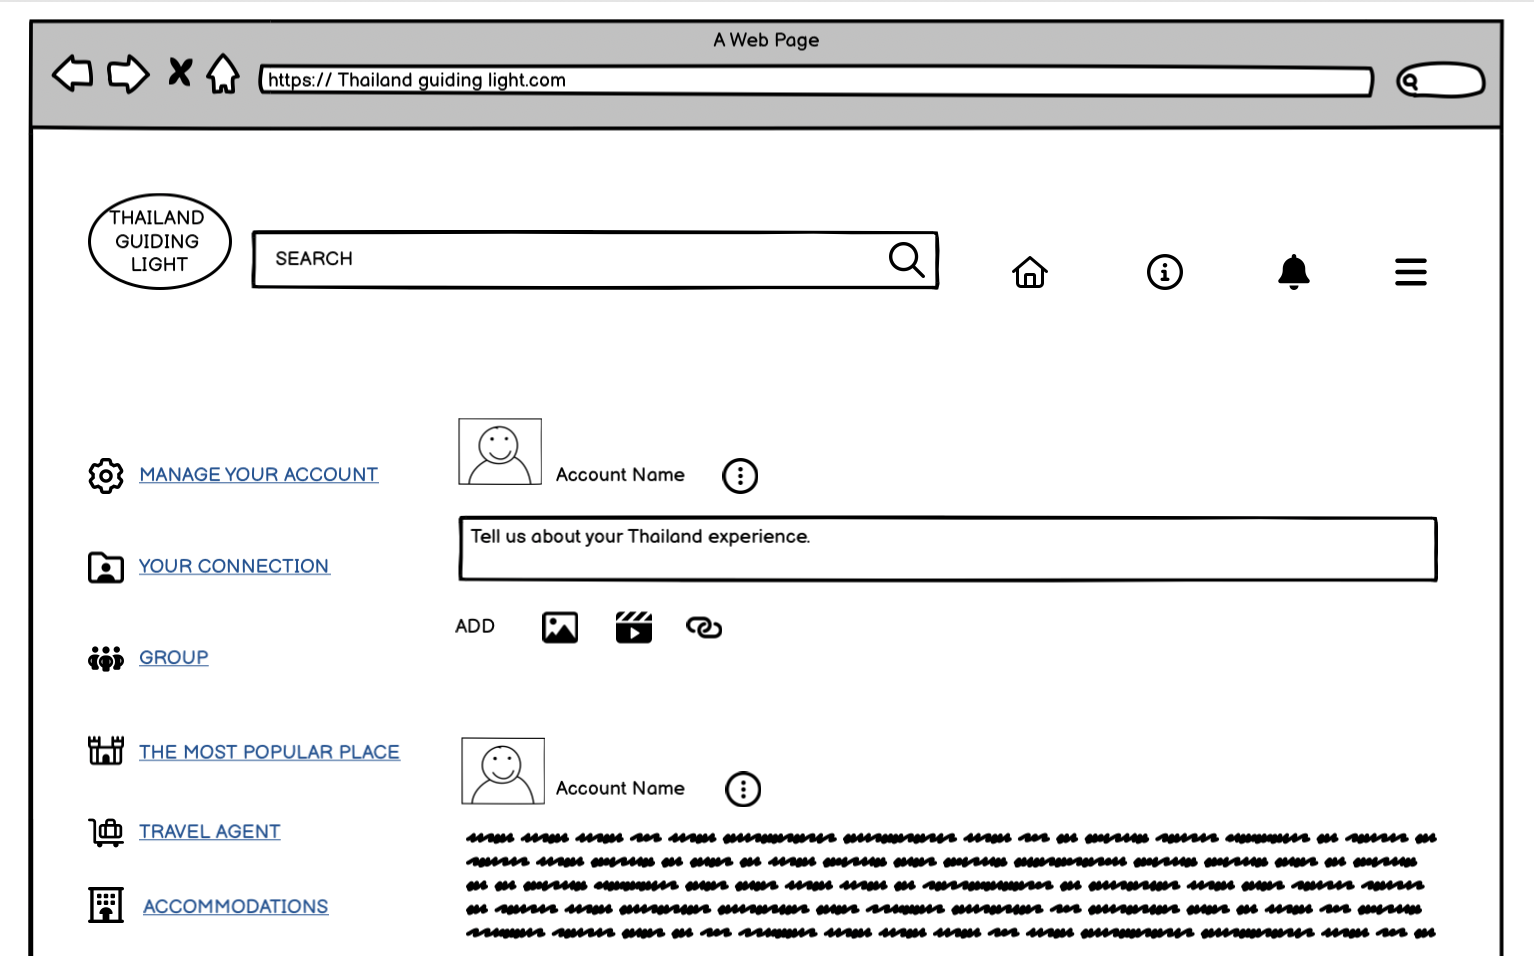 A Web Page
https:// Thailand guiding light.com
THAILAND
GUIDING
LIGHT
SEARCH
Account Name
MANAGE YOUR ACCOUNT
Tell us about your Thailand experience.
YOUR CONNECTION
ADD
GROUP
THE MOST POPULAR PLACE
Account Name
TRAVEL AGENT
ACCOMMODATIONS